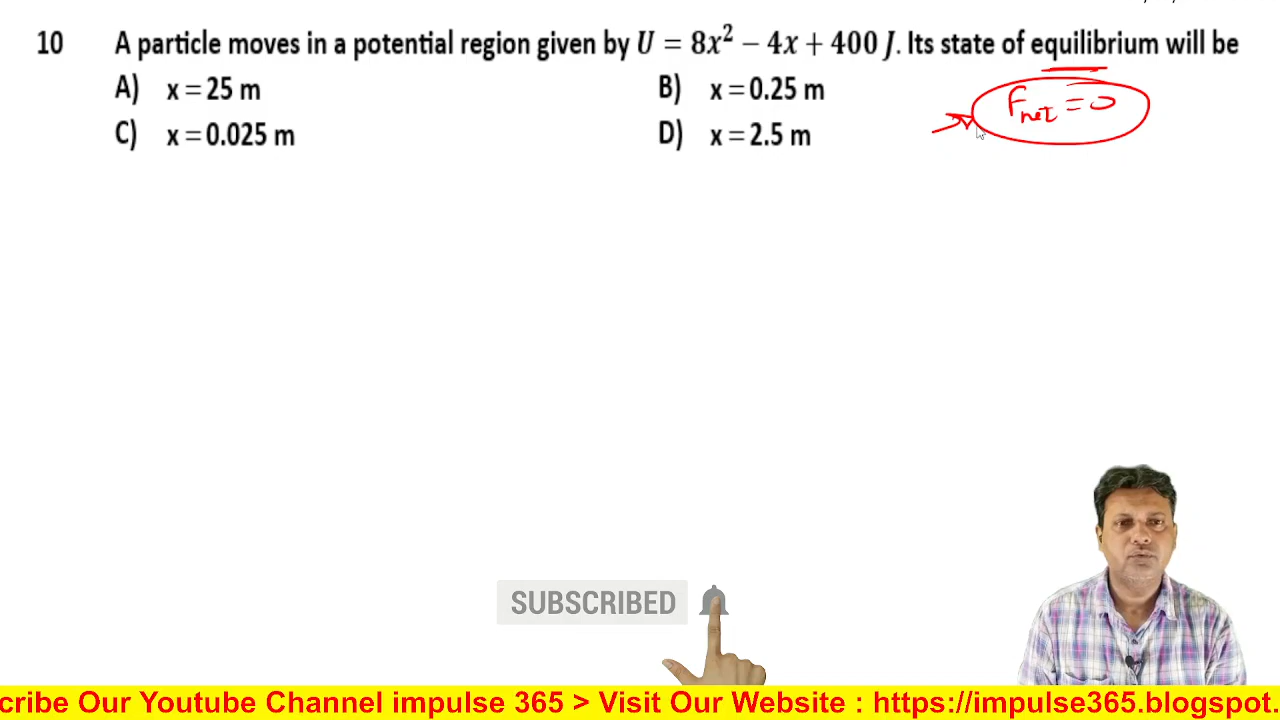 10 A particle moves in a potential region given by U = 8x² − 4x + 400 J. Its state of equilibrium will be
A) x = 25 m B) x = 0.25 m
C) x = 0.025 m D) x = 2.5 m
Fnet = 0
SUBSCRIBED
cribe Our Youtube Channel impulse 365 > Visit Our Website : https://impulse365.blogspot.